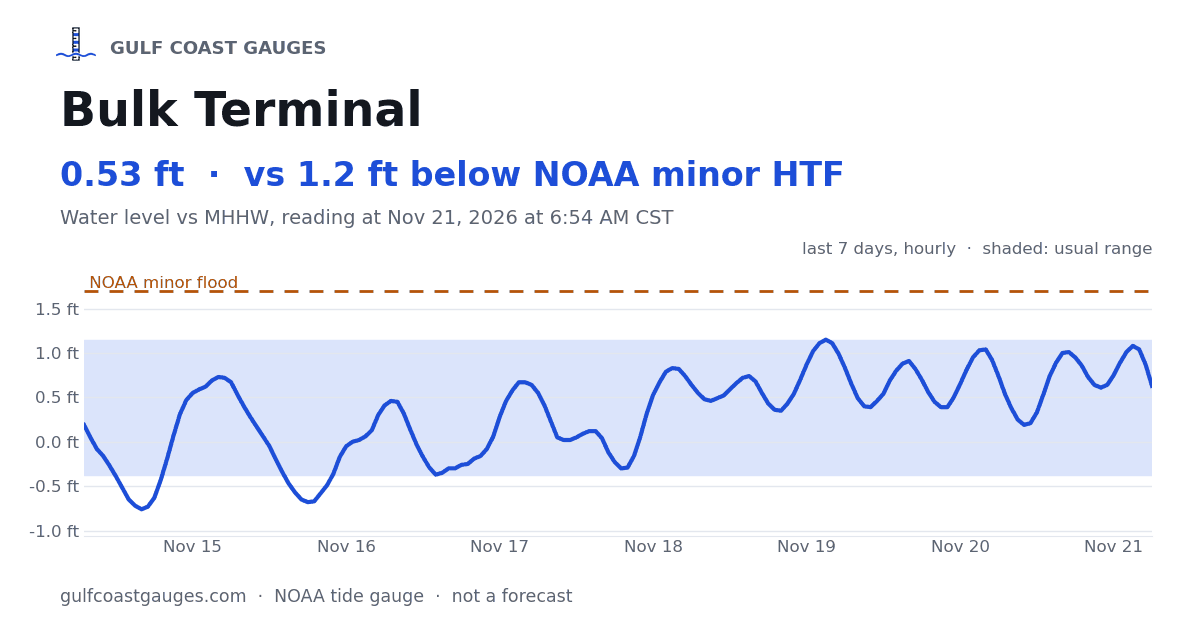 GULF COAST GAUGES
Bulk Terminal
0.53 ft · vs 1.2 ft below NOAA minor HTF
Water level vs MHHW, reading at Nov 21, 2026 at 6:54 AM CST
last 7 days, hourly · shaded: usual range
NOAA minor flood
1.5 ft
1.0 ft
0.5 ft
0.0 ft
-0.5 ft
-1.0 ft
Nov 15 Nov 16 Nov 17 Nov 18 Nov 19 Nov 20 Nov 21
gulfcoastgauges.com · NOAA tide gauge · not a forecast